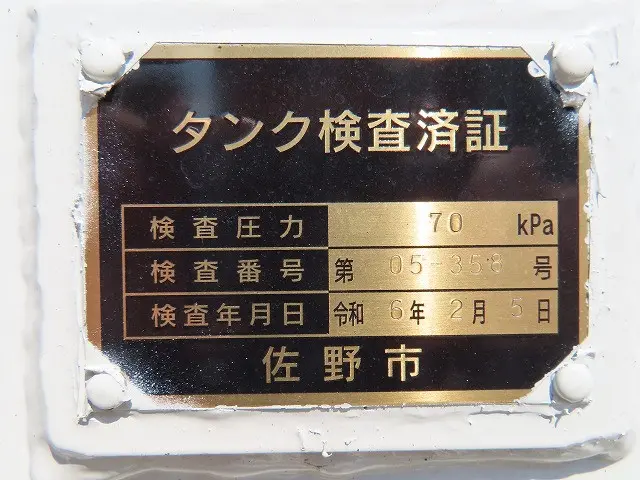 タンク検査済証
検査圧力 70 kPa
検査番号 第 05-358 号
検査年月日 令和 6年 2月 5日
佐野市